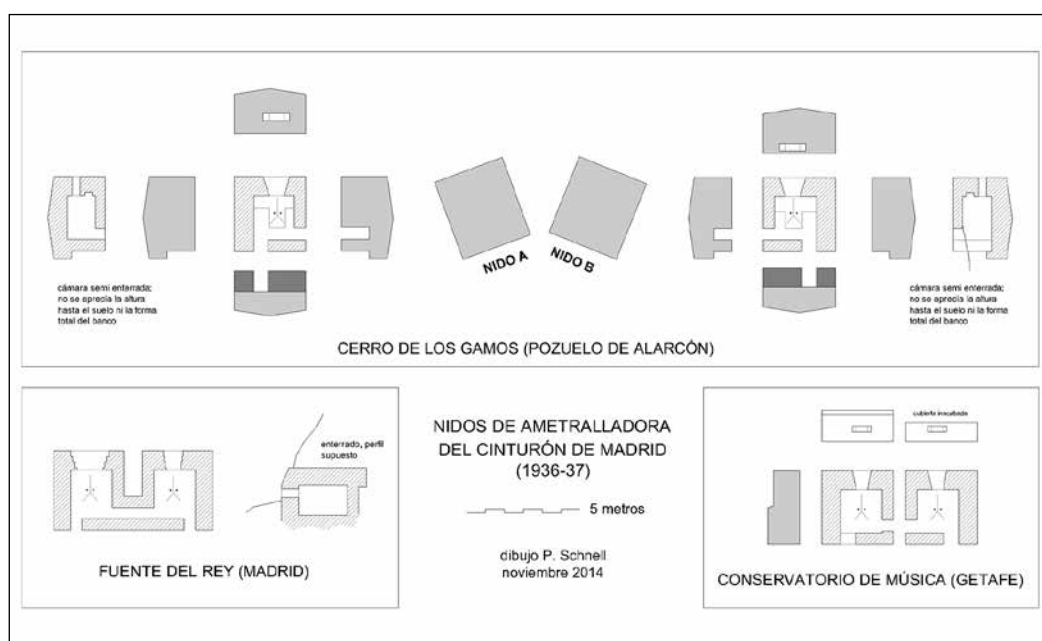 NIDO A
NIDO B
cámara semi enterrada;
no se aprecia la altura
hasta el suelo ni la forma
total del banco
cámara semi enterrada;
no se aprecia la altura
hasta el suelo ni la forma
total del banco
CERRO DE LOS GAMOS (POZUELO DE ALARCÓN)
enterrado, perfil
supuesto
FUENTE DEL REY (MADRID)
NIDOS DE AMETRALLADORA
DEL CINTURÓN DE MADRID
(1936-37)
5 metros
dibujo P. Schnell
noviembre 2014
cubierta inacabada
CONSERVATORIO DE MÚSICA (GETAFE)